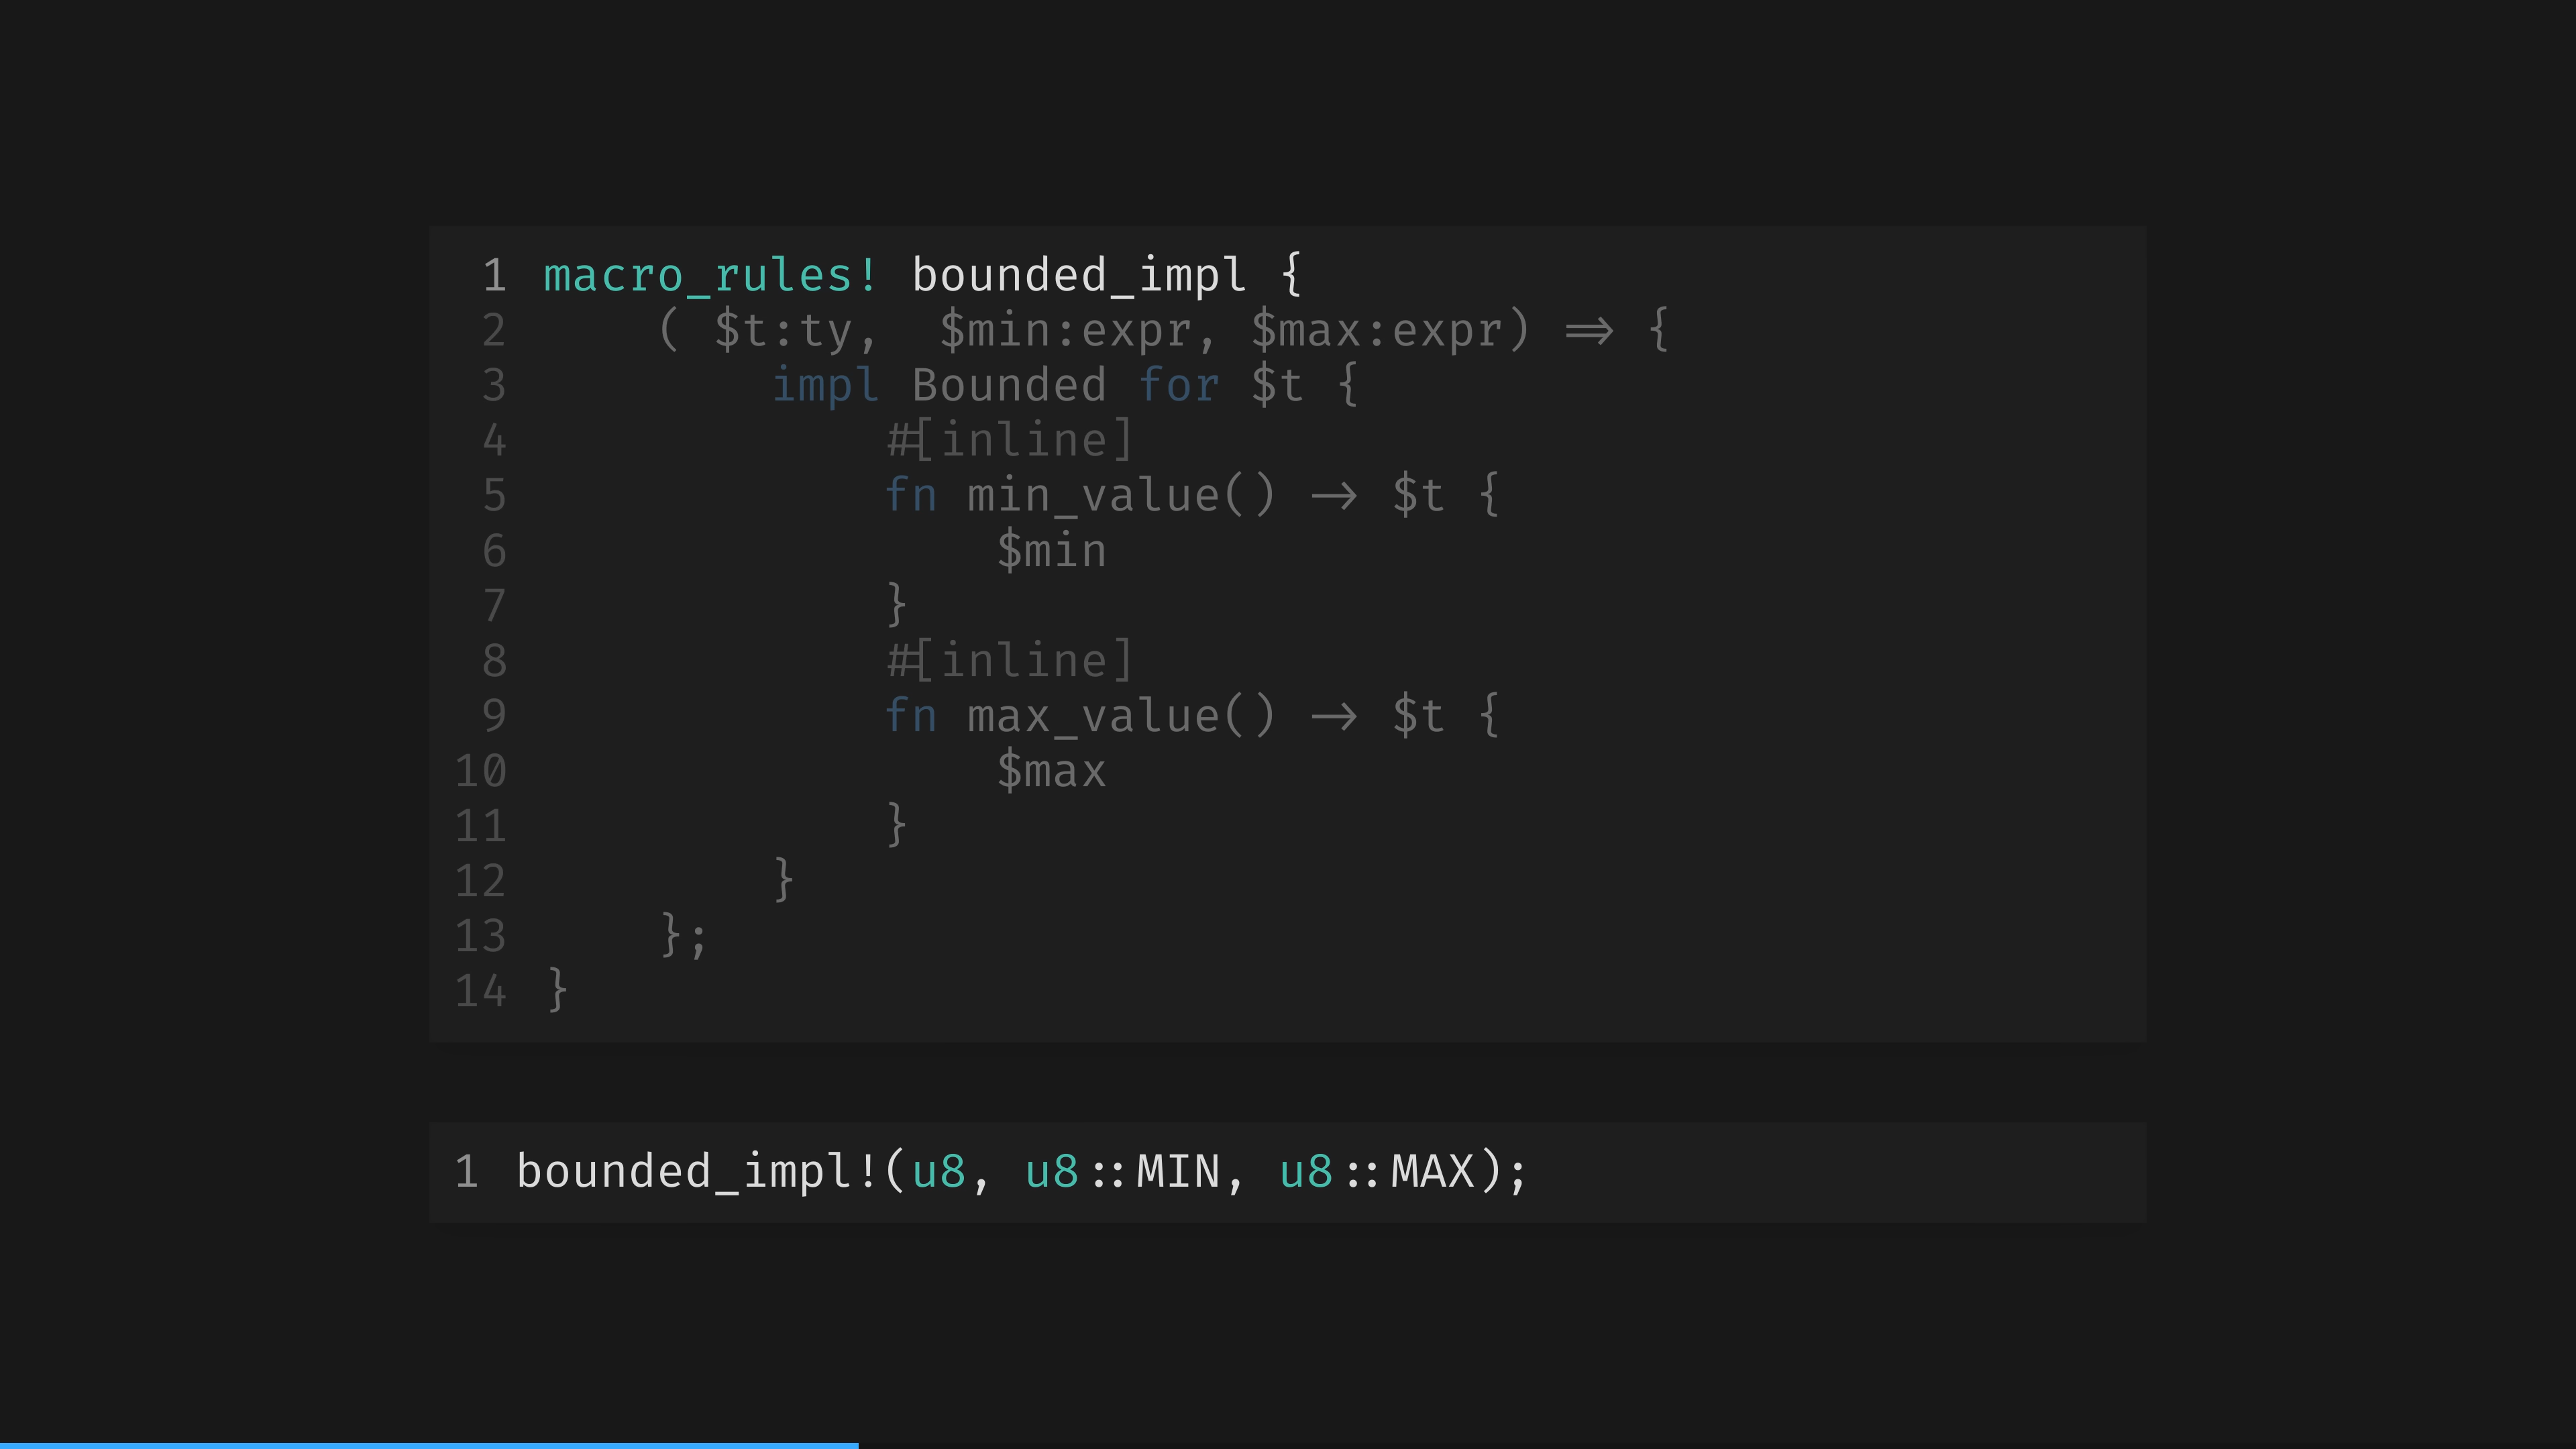 1 macro_rules! bounded_impl {
2     ( $t:ty,  $min:expr, $max:expr) => {
3         impl Bounded for $t {
4             #[inline]
5             fn min_value() -> $t {
6                 $min
7             }
8             #[inline]
9             fn max_value() -> $t {
10                 $max
11             }
12         }
13     };
14 }
1 bounded_impl!(u8, u8::MIN, u8::MAX);